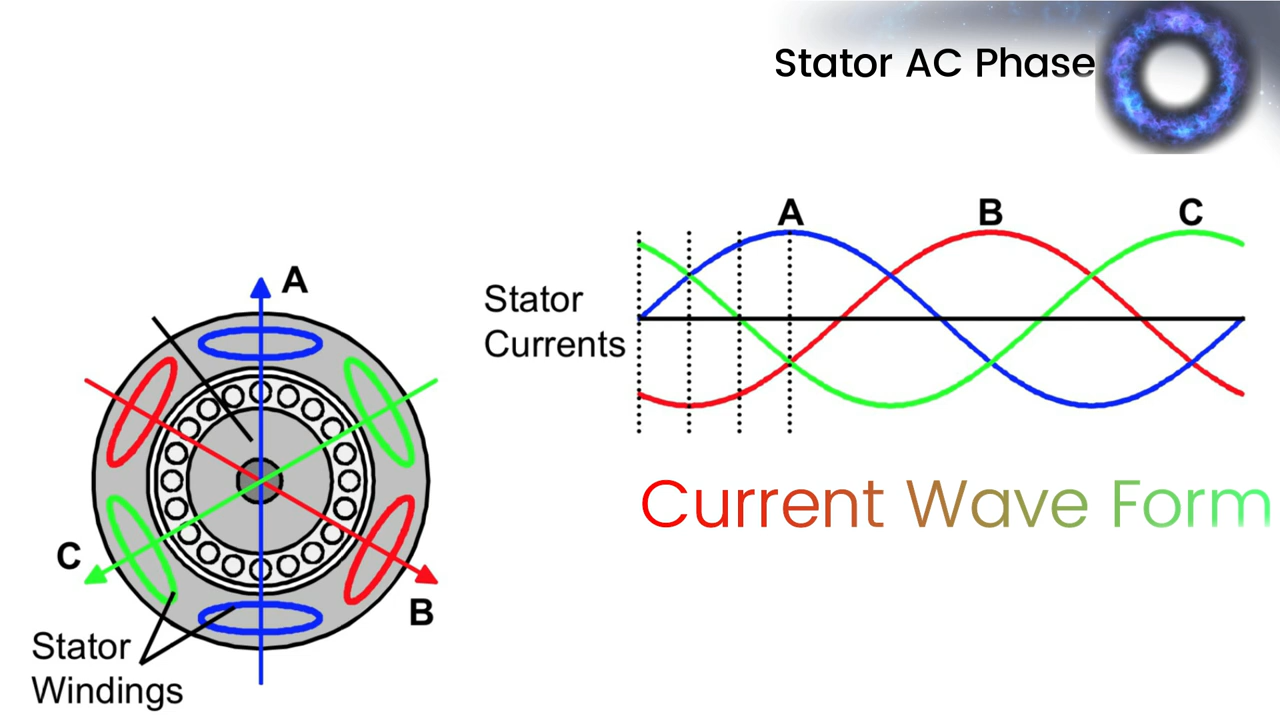 Stator AC Phase
A
B
C
Stator
Currents
Current Wave Form
A
C
B
Stator
Windings